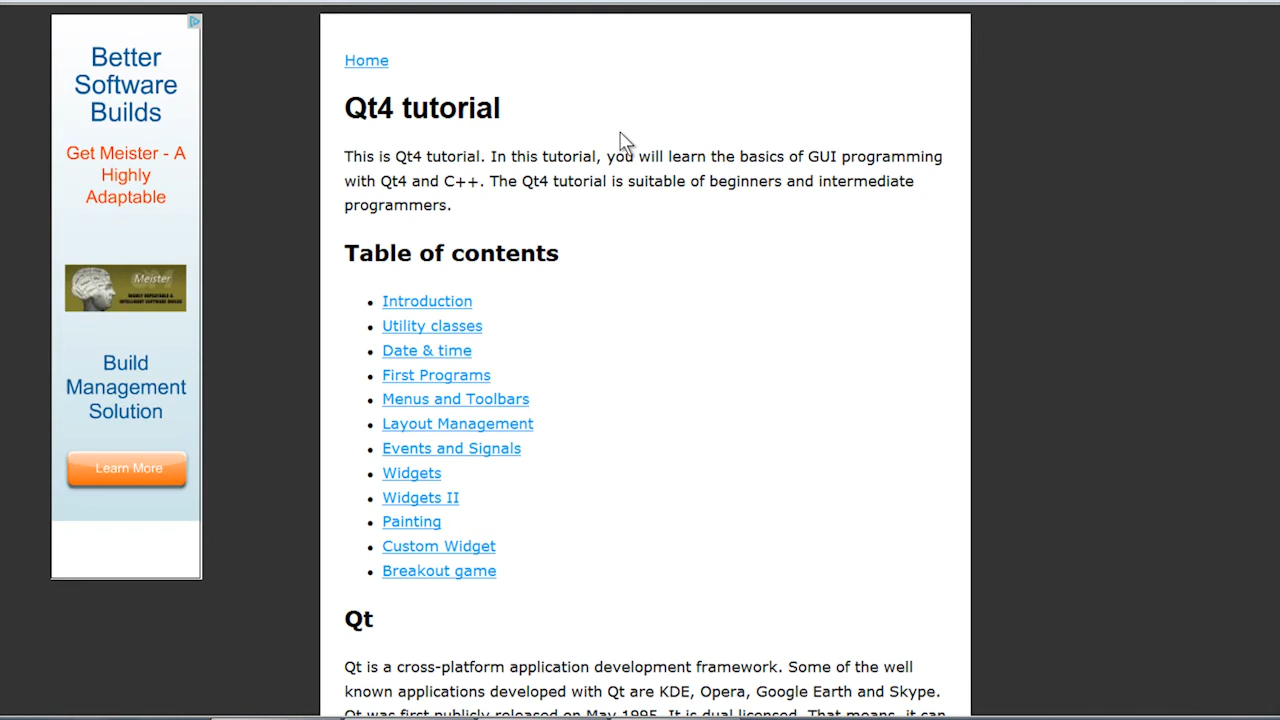 Better
Software
Builds
Get Meister - A
Highly
Adaptable
Meister
Build
Management
Solution
Learn More
Home
Qt4 tutorial
This is Qt4 tutorial. In this tutorial, you will learn the basics of GUI programming
with Qt4 and C++. The Qt4 tutorial is suitable of beginners and intermediate
programmers.
Table of contents
Introduction
Utility classes
Date & time
First Programs
Menus and Toolbars
Layout Management
Events and Signals
Widgets
Widgets II
Painting
Custom Widget
Breakout game
Qt
Qt is a cross-platform application development framework. Some of the well
known applications developed with Qt are KDE, Opera, Google Earth and Skype.
Qt was first publicly released on May 1995. It is dual licensed. That means, it can